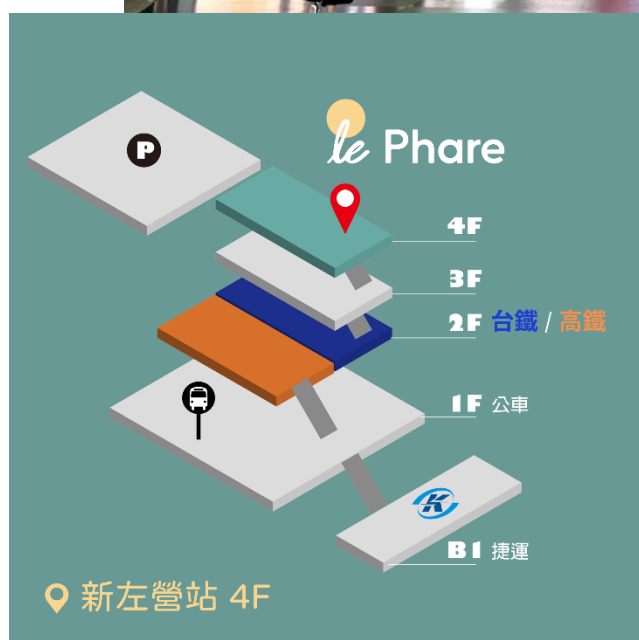 P
le Phare
4F
3F
2F 台鐵 / 高鐵
1F 公車
K
B1 捷運
新左營站 4F